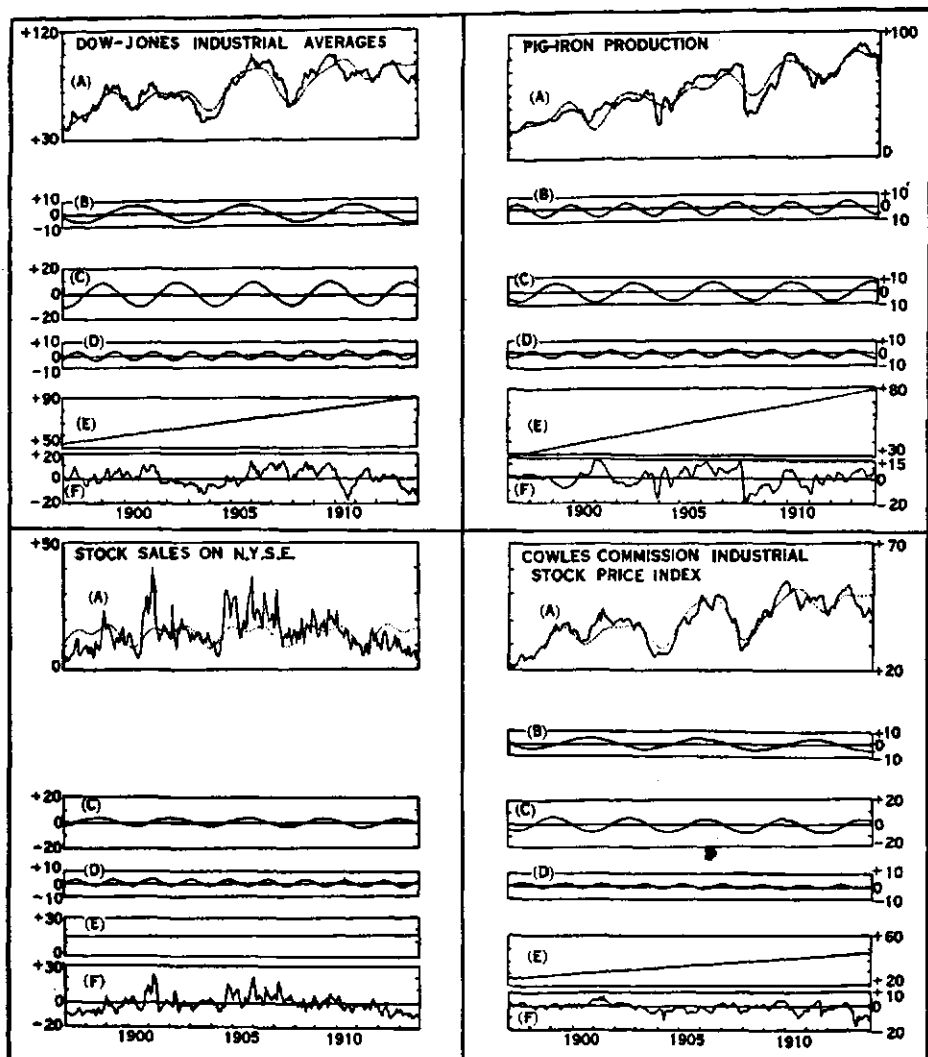 DOW-JONES INDUSTRIAL AVERAGES
+120
(A)
+30
+10
(B)
0
-10
+20
(C)
0
-20
+10
(D)
0
-10
+90
(E)
+50
+20
0
(F)
-20
1900 1905 1910
PIG-IRON PRODUCTION
+100
(A)
0
(B)
+10
0
-10
(C)
+10
0
-10
(D)
+10
0
-10
+80
(E)
+30
+15
(F)
0
-20
1900 1905 1910
STOCK SALES ON N.Y.S.E.
+50
(A)
0
+20
(C)
0
-20
+10
(D)
0
-10
+30
(E)
0
+30
(F)
0
-20
1900 1905 1910
COWLES COMMISSION INDUSTRIAL
STOCK PRICE INDEX
+70
(A)
+20
(B)
+10
0
-10
(C)
+20
0
-20
(D)
+10
0
-10
+60
(E)
+20
+10
(F)
0
-20
1900 1905 1910